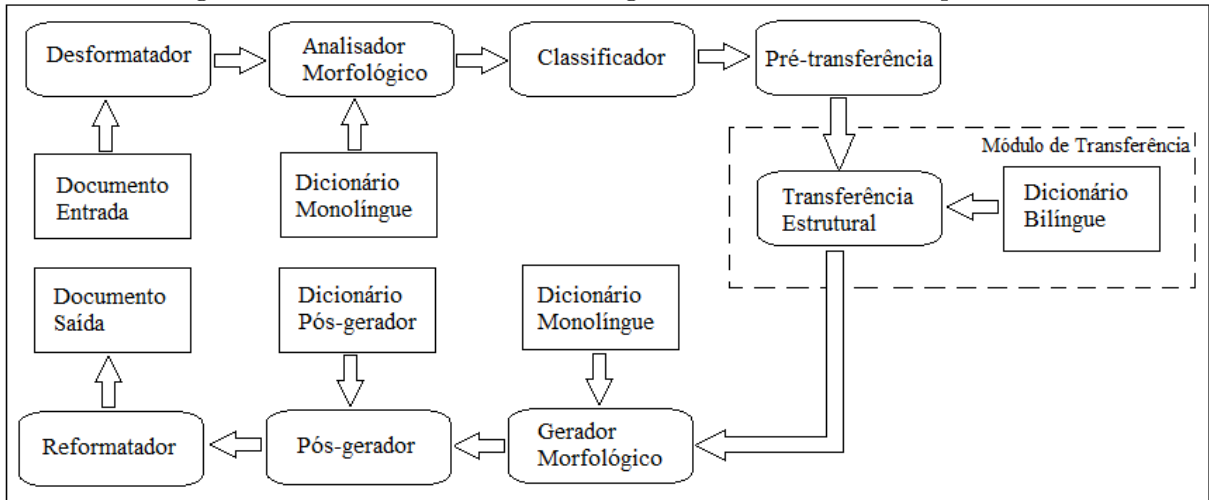 Desformatador
Analisador
Morfológico
Classificador
Pré-transferência
Módulo de Transferência
Documento
Entrada
Dicionário
Monolíngue
Transferência
Estrutural
Dicionário
Bilíngue
Documento
Saída
Dicionário
Pós-gerador
Dicionário
Monolíngue
Reformatador
Pós-gerador
Gerador
Morfológico